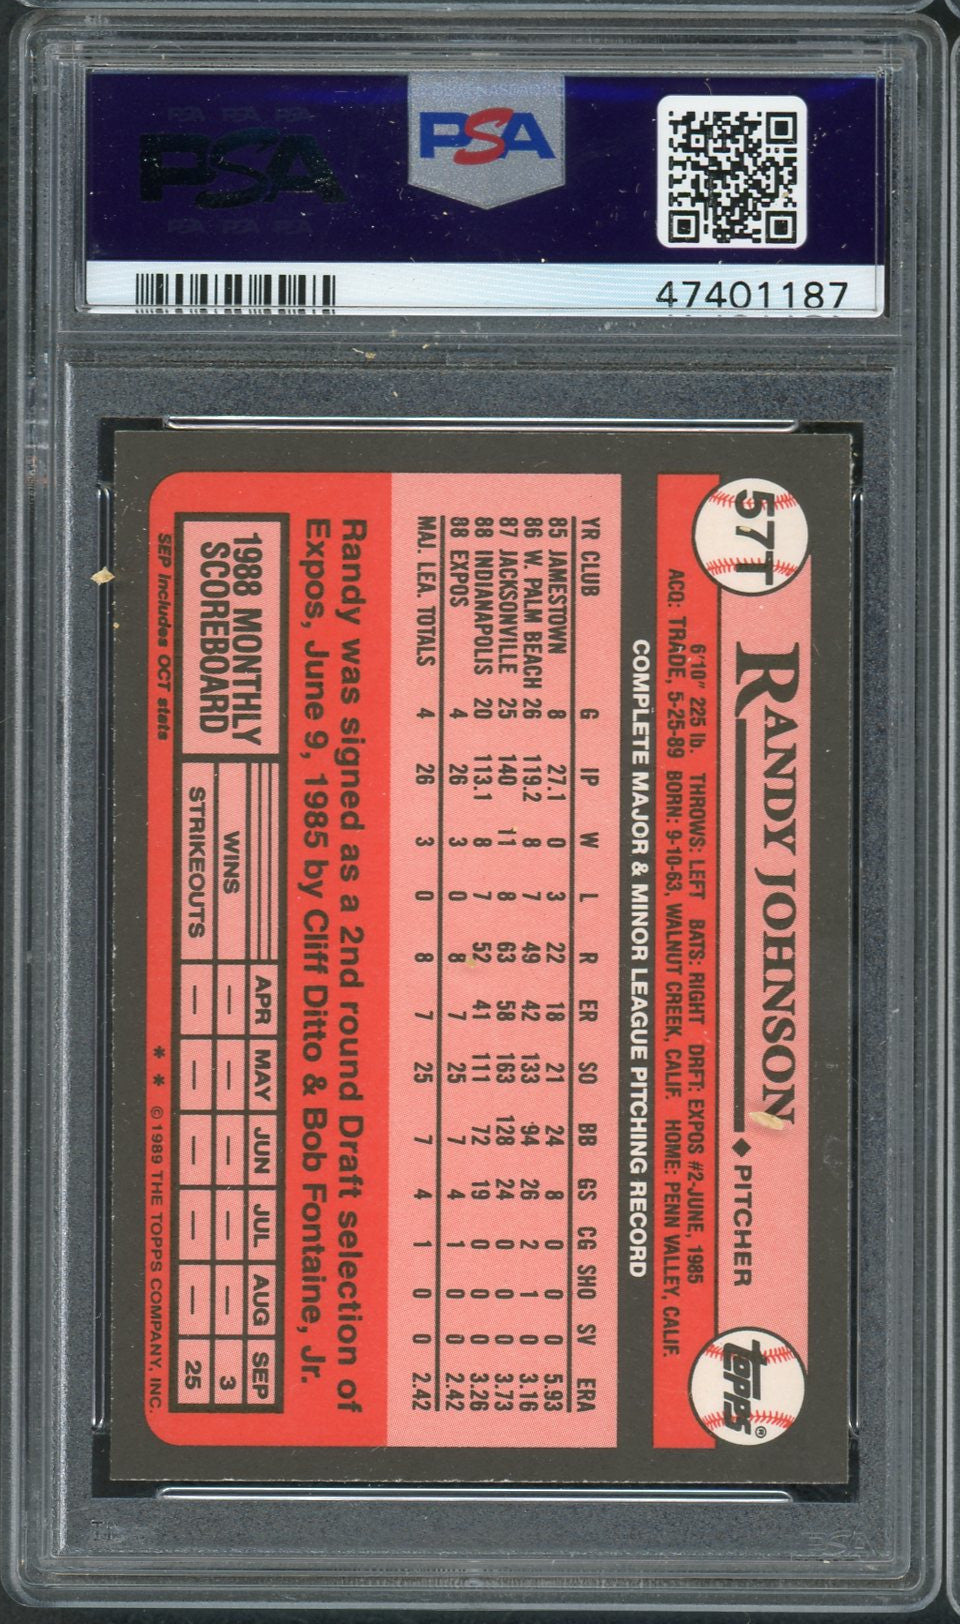 PSA PSA PSA
PSA
PSA PSA PSA
PSA
47401187
57T
RANDY JOHNSON ◆ PITCHER
topps®
6'10" 225 lb. THROWS: LEFT BATS: RIGHT DRFT: EXPOS #2-JUNE, 1985
ACQ: TRADE, 5-25-89 BORN: 9-10-63, WALNUT CREEK, CALIF. HOME: PENN VALLEY, CALIF.
COMPLETE MAJOR & MINOR LEAGUE PITCHING RECORD
YR CLUB G IP W L R ER SO BB GS CG SHO SV ERA
85 JAMESTOWN 8 27.1 0 3 22 18 21 24 8 0 0 0 5.93
86 W. PALM BEACH 26 119.2 8 7 49 42 133 94 26 2 1 0 3.16
87 JACKSONVILLE 25 140 11 8 63 58 163 128 24 0 0 0 3.73
88 INDIANAPOLIS 20 113.1 8 7 52 41 111 72 19 0 0 0 3.26
88 EXPOS 4 26 3 0 8 7 25 7 4 1 0 0 2.42
MAJ. LEA. TOTALS 4 26 3 0 8 7 25 7 4 1 0 0 2.42
Randy was signed as a 2nd round Draft selection of
Expos, June 9, 1985 by Cliff Ditto & Bob Fontaine, Jr.
1988 MONTHLY
SCOREBOARD
APR MAY JUN JUL AUG SEP
WINS — — — — — 3
STRIKEOUTS — — — — — 25
SEP includes OCT stats
* * ©1989 THE TOPPS COMPANY, INC.
PSA